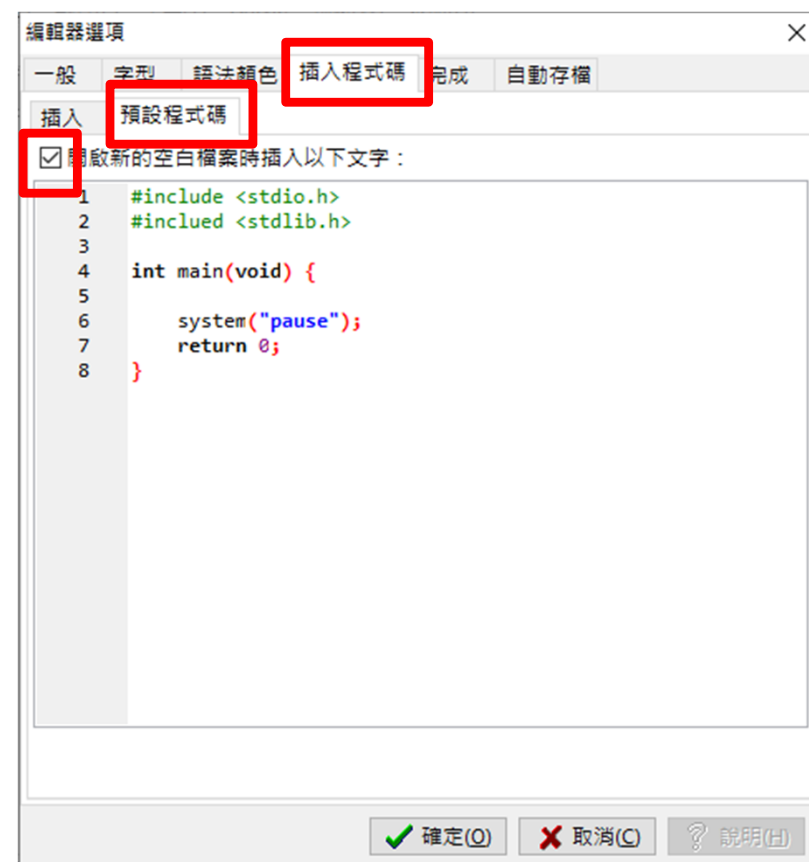 編輯器選項
一般 字型 語法顏色 插入程式碼 完成 自動存檔
插入 預設程式碼
開啟新的空白檔案時插入以下文字：
1 #include <stdio.h>
2 #inclued <stdlib.h>
3
4 int main(void) {
5
6 system("pause");
7 return 0;
8 }
確定(O) 取消(C) 說明(H)